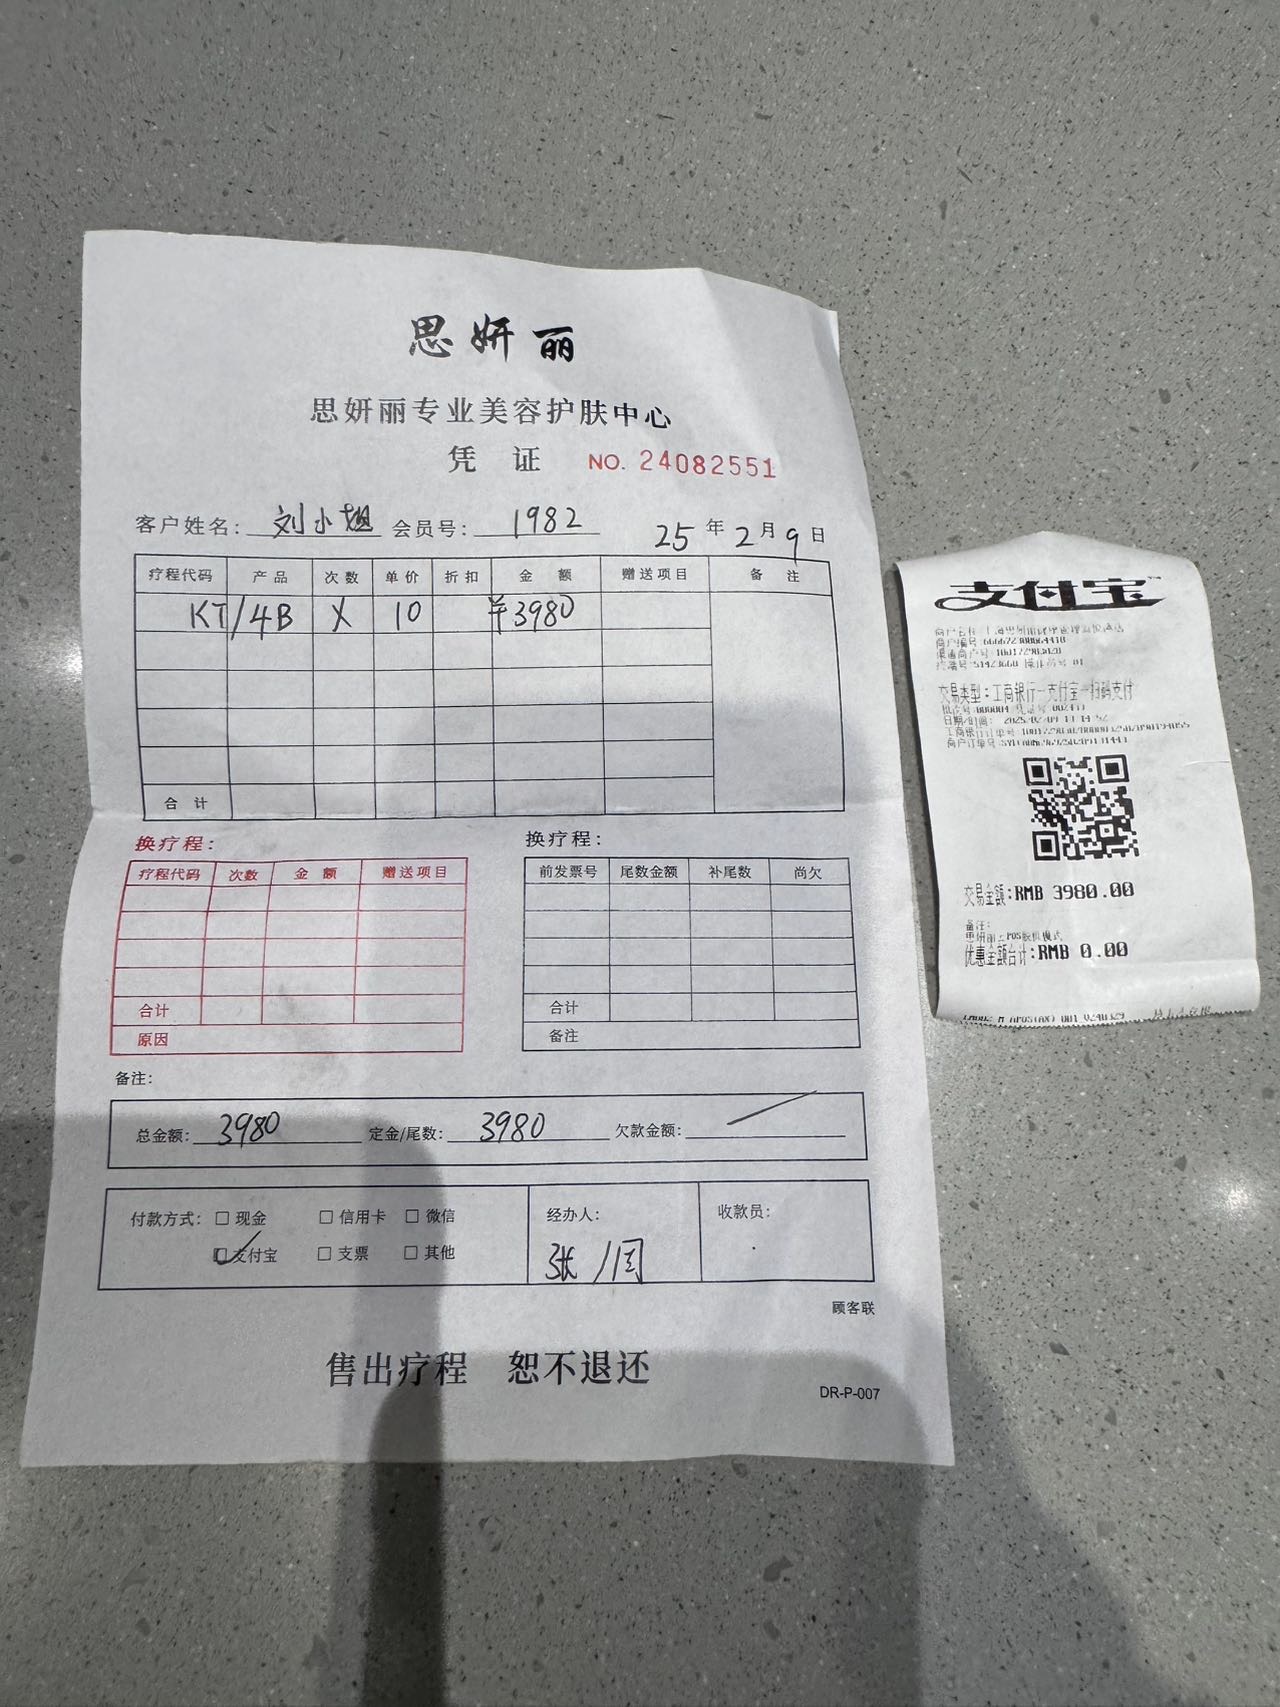 思妍丽
思妍丽专业美容护肤中心
凭 证 NO. 24082551
客户姓名: 刘小姐 会员号: 1982 25 年 2 月 9 日
疗程代码 产品 次数 单价 折扣 金额 赠送项目 备注
KT/4B X 10 ¥3980
合计
换疗程:
疗程代码 次数 金额 赠送项目
合计
原因
换疗程:
前发票号 尾数金额 补尾数 尚欠
合计
备注
备注:
总金额: 3980 定金/尾数: 3980 欠款金额:
付款方式: □ 现金 □ 信用卡 □ 微信
□ 支付宝 □ 支票 □ 其他
经办人:
张/周
收款员:
顾客联
售出疗程 恕不退还
DR-P-007
支付宝
交易类型:工商银行-支付宝-扫码支付
交易金额:RMB 3980.00
备注:
优惠金额合计:RMB 0.00